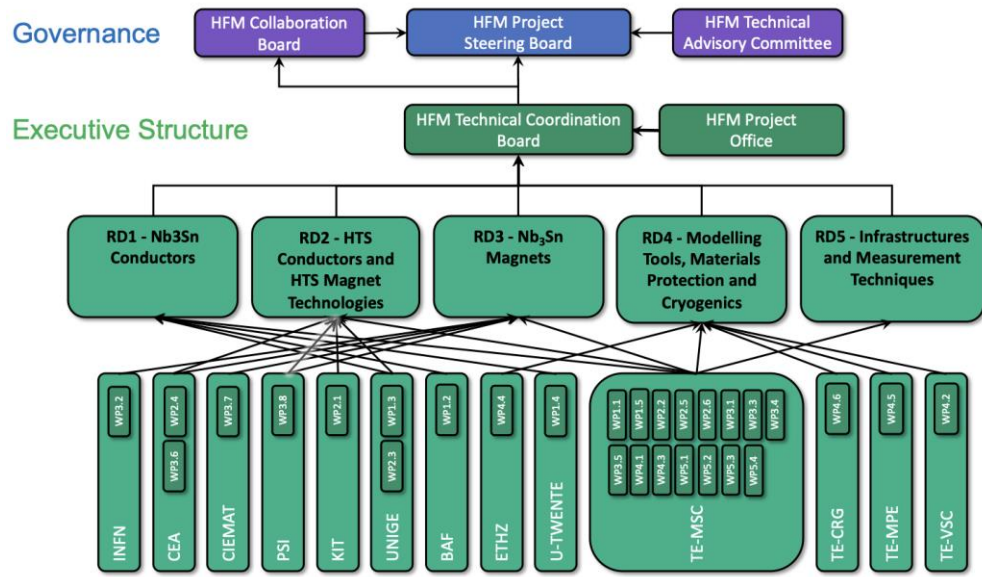 Governance
HFM Collaboration
Board
HFM Project
Steering Board
HFM Technical
Advisory Committee
Executive Structure
HFM Technical Coordination
Board
HFM Project
Office
RD1 - Nb3Sn
Conductors
RD2 - HTS
Conductors and
HTS Magnet
Technologies
RD3 - Nb₃Sn
Magnets
RD4 - Modelling
Tools, Materials
Protection and
Cryogenics
RD5 - Infrastructures
and Measurement
Techniques
WP3.2
INFN
WP2.4
WP3.6
CEA
WP3.7
CIEMAT
WP3.8
PSI
WP2.1
KIT
WP1.3
WP2.3
UNIGE
WP1.2
BAF
WP4.4
ETHZ
WP1.4
U-TWENTE
WP1.1
WP1.5
WP2.2
WP2.5
WP2.6
WP3.1
WP3.3
WP3.4
WP3.5
WP4.1
WP4.3
WP5.1
WP5.2
WP5.3
WP5.4
TE-MSC
WP4.6
TE-CRG
WP4.5
TE-MPE
WP4.2
TE-VSC